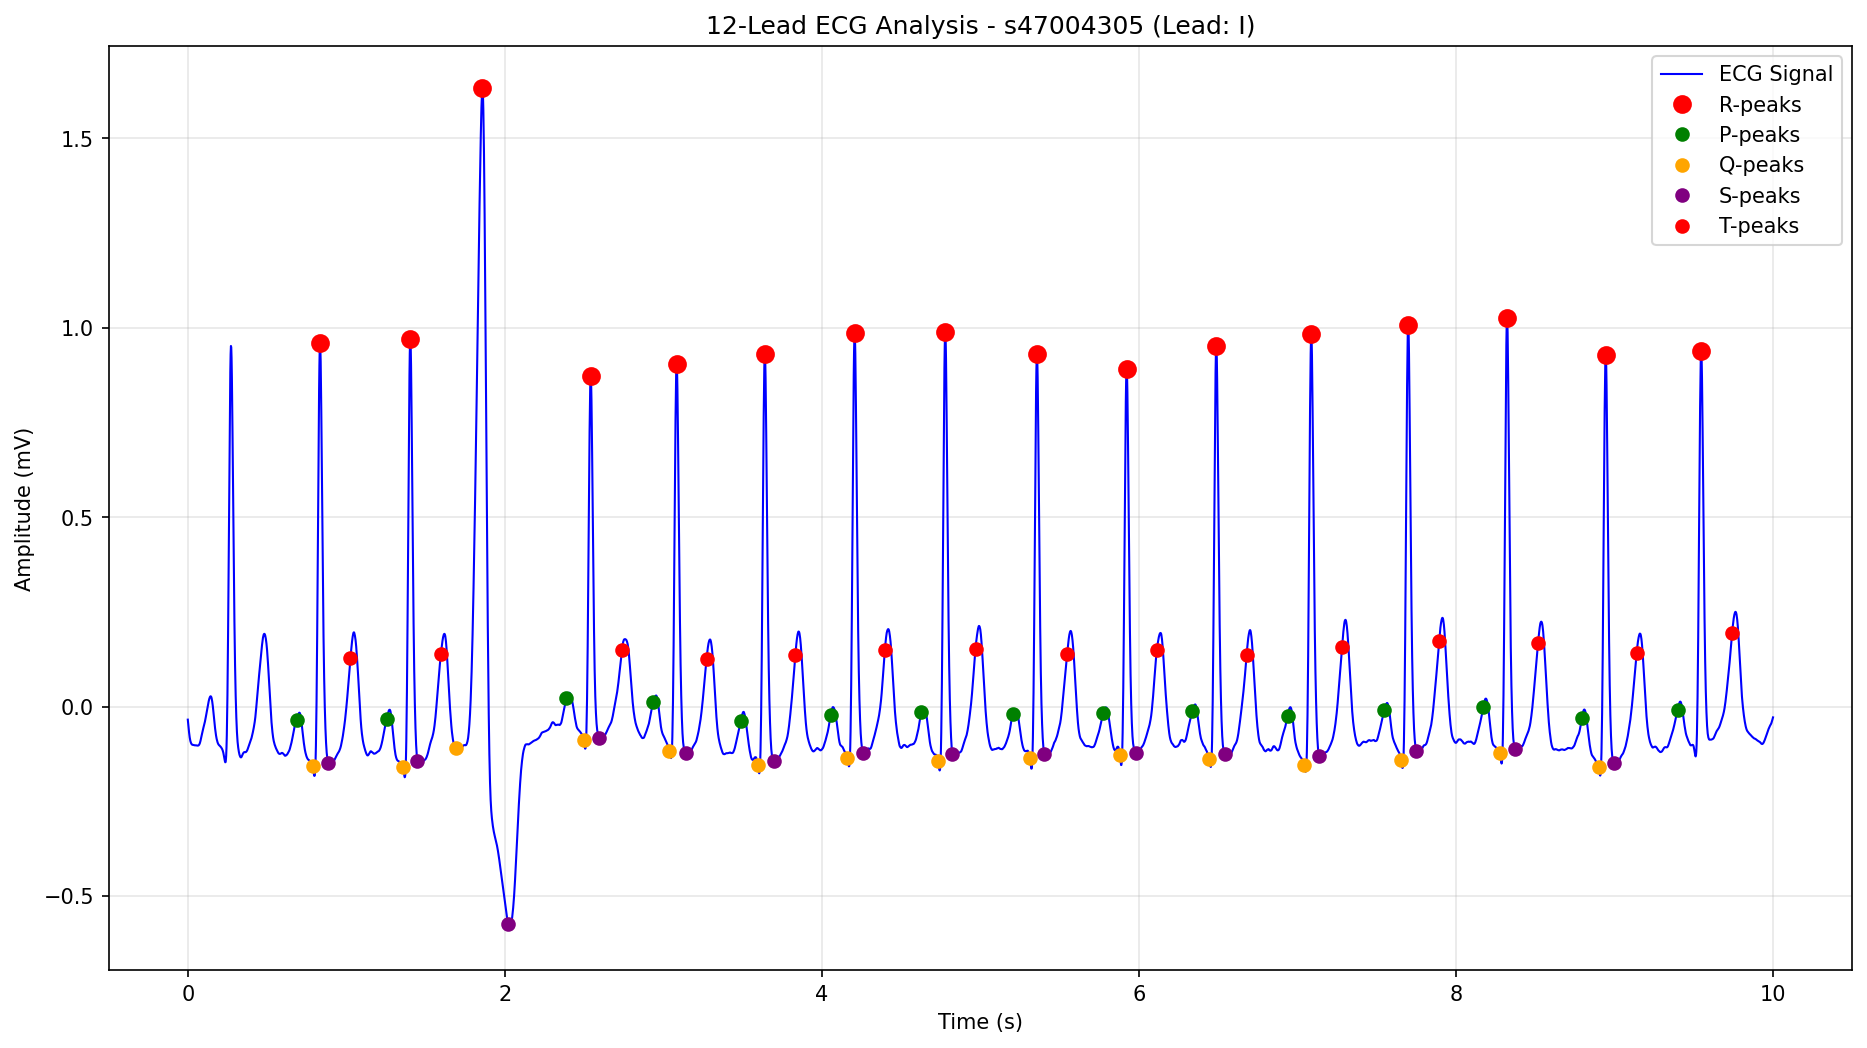 12-Lead ECG Analysis - s47004305 (Lead: I)
ECG Signal
R-peaks
P-peaks
Q-peaks
S-peaks
T-peaks
Amplitude (mV)
1.5
1.0
0.5
0.0
−0.5
0 2 4 6 8 10
Time (s)